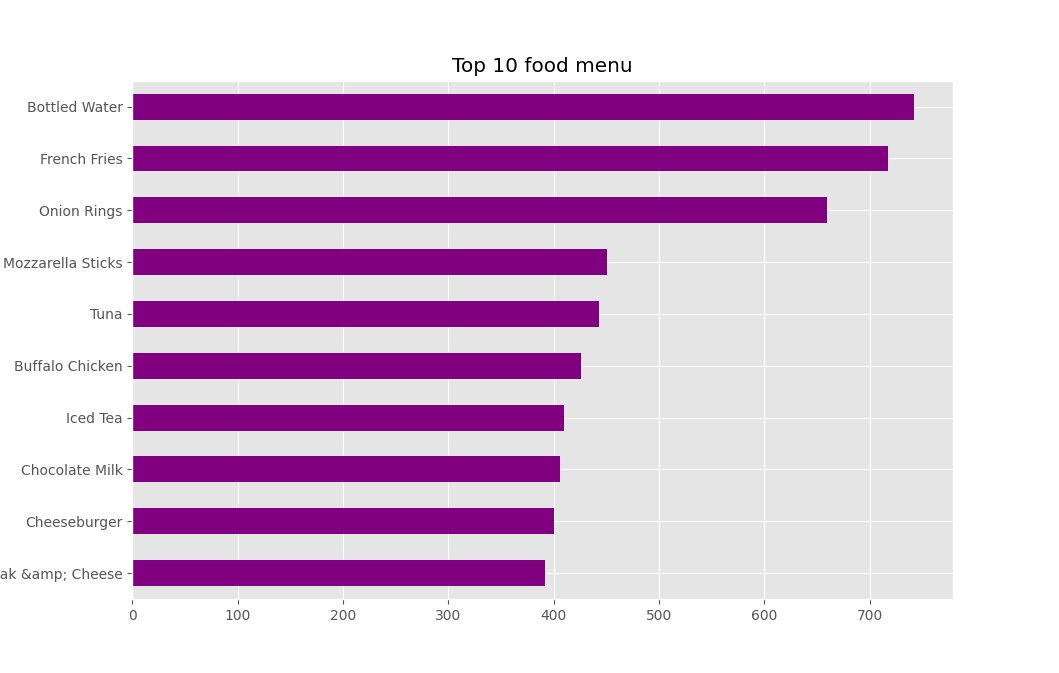 Top 10 food menu
Bottled Water
French Fries
Onion Rings
Mozzarella Sticks
Tuna
Buffalo Chicken
Iced Tea
Chocolate Milk
Cheeseburger
ak &amp; Cheese
0 100 200 300 400 500 600 700